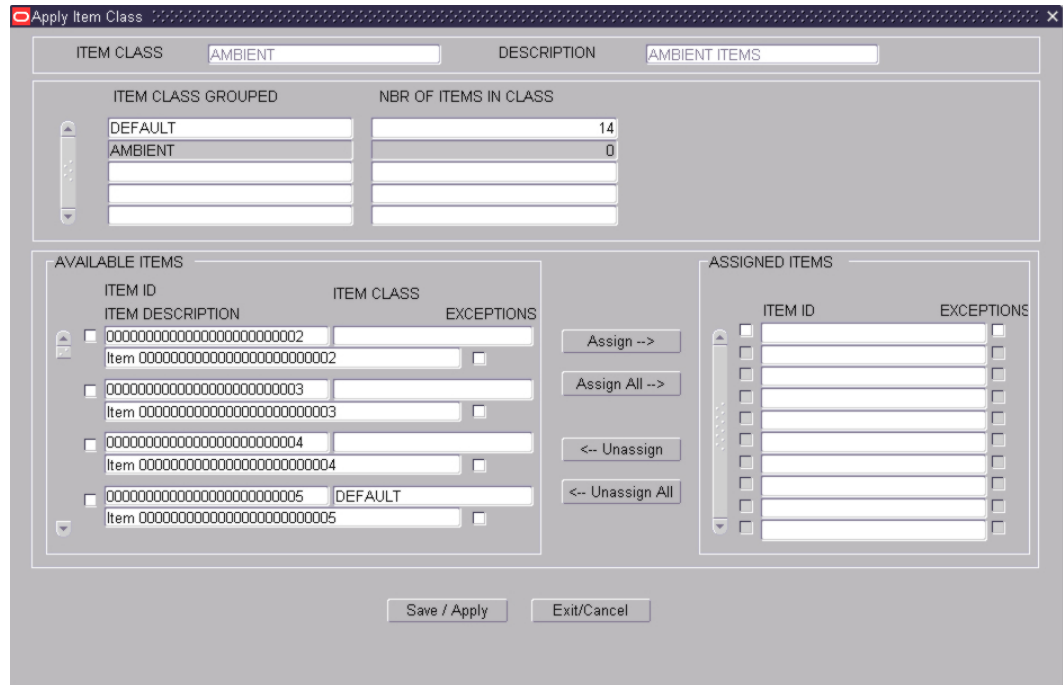 Apply Item Class
ITEM CLASS AMBIENT DESCRIPTION AMBIENT ITEMS
ITEM CLASS GROUPED NBR OF ITEMS IN CLASS
DEFAULT 14
AMBIENT 0
AVAILABLE ITEMS
ITEM ID ITEM CLASS
ITEM DESCRIPTION EXCEPTIONS
0000000000000000000000002
Item 0000000000000000000000002
0000000000000000000000003
Item 0000000000000000000000003
0000000000000000000000004
Item 0000000000000000000000004
0000000000000000000000005 DEFAULT
Item 0000000000000000000000005
Assign -->
Assign All -->
<-- Unassign
<-- Unassign All
ASSIGNED ITEMS
ITEM ID EXCEPTIONS
Save / Apply Exit/Cancel